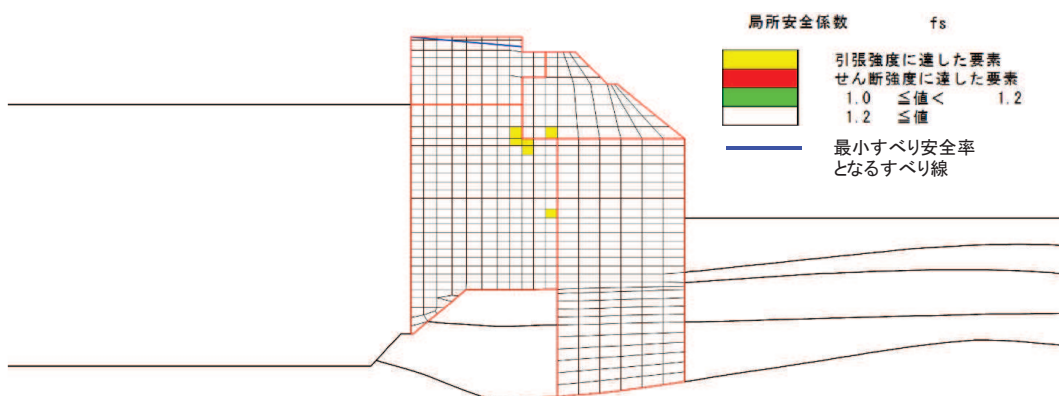 局所安全係数 fs
引張強度に達した要素
せん断強度に達した要素
1.0 ≦値< 1.2
1.2 ≦値
最小すべり安全率
となるすべり線